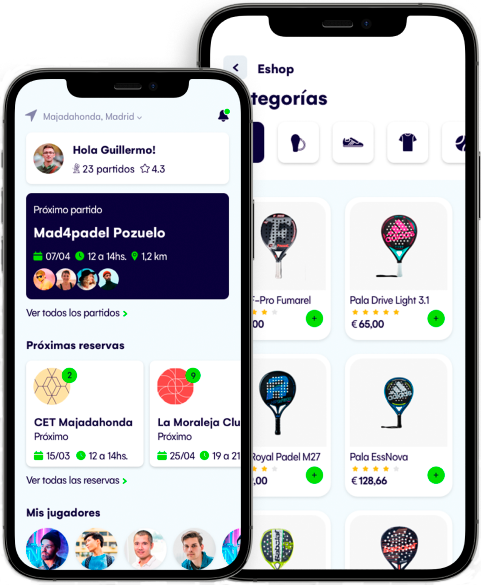 Majadahonda, Madrid
Hola Guillermo!
23 partidos 4.3
Próximo partido
Mad4padel Pozuelo
07/04 12 a 14hs. 1,2 km
Ver todos los partidos >
Próximas reservas
2
CET Majadahonda
Próximo
15/03 12 a 14hs.
9
La Moraleja Clu
Próximo
25/04 19 a 21
Ver todas las reservas >
Mis jugadores
Eshop
tegorías
-Pro Fumarel
00
+
Pala Drive Light 3.1
€ 65,00
+
Royal Padel M27
,00
+
adidas
Pala EssNova
€ 128,66
+